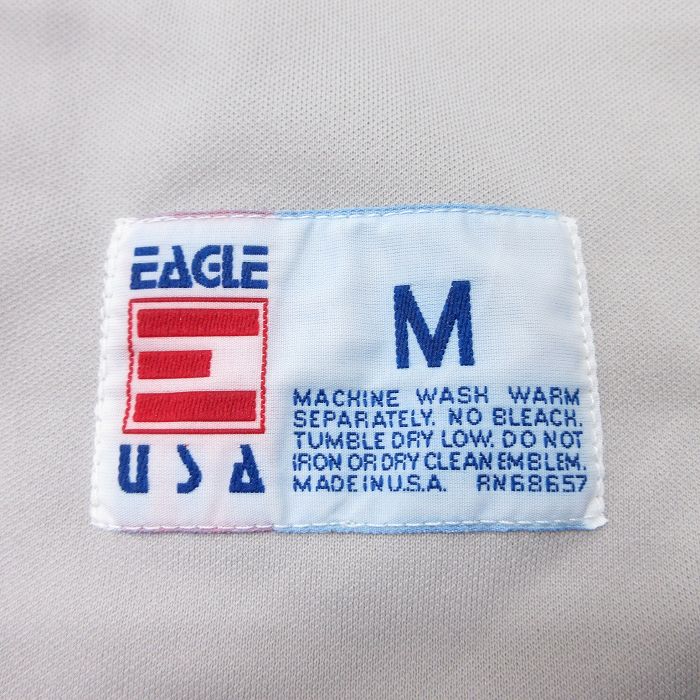 EAGLE
USA
M
MACHINE WASH WARM
SEPARATELY. NO BLEACH.
TUMBLE DRY LOW. DO NOT
IRON OR DRY CLEAN EMBLEM.
MADE IN U.S.A. RN68657